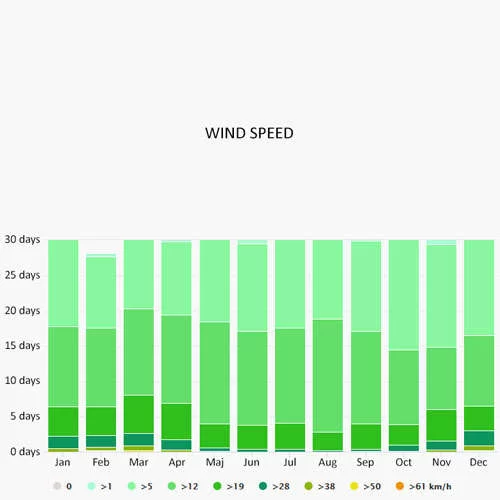 WIND SPEED
30 days
25 days
20 days
15 days
10 days
5 days
0 days
Jan Feb Mar Apr Maj Jun Jul Aug Sep Oct Nov Dec
0 >1 >5 >12 >19 >28 >38 >50 >61 km/h